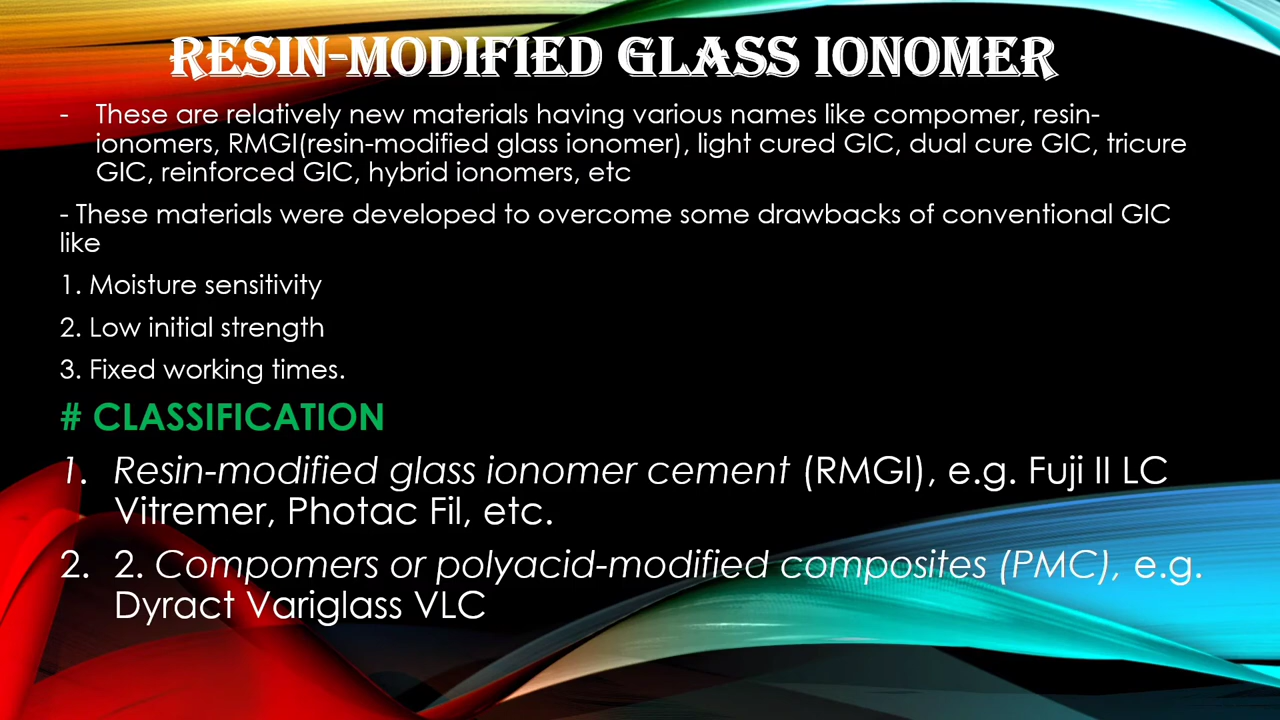 RESIN-MODIFIED GLASS IONOMER
- These are relatively new materials having various names like compomer, resin-
ionomers, RMGI(resin-modified glass ionomer), light cured GIC, dual cure GIC, tricure
GIC, reinforced GIC, hybrid ionomers, etc
- These materials were developed to overcome some drawbacks of conventional GIC
like
1. Moisture sensitivity
2. Low initial strength
3. Fixed working times.
# CLASSIFICATION
1. Resin-modified glass ionomer cement (RMGI), e.g. Fuji II LC
Vitremer, Photac Fil, etc.
2. 2. Compomers or polyacid-modified composites (PMC), e.g.
Dyract Variglass VLC